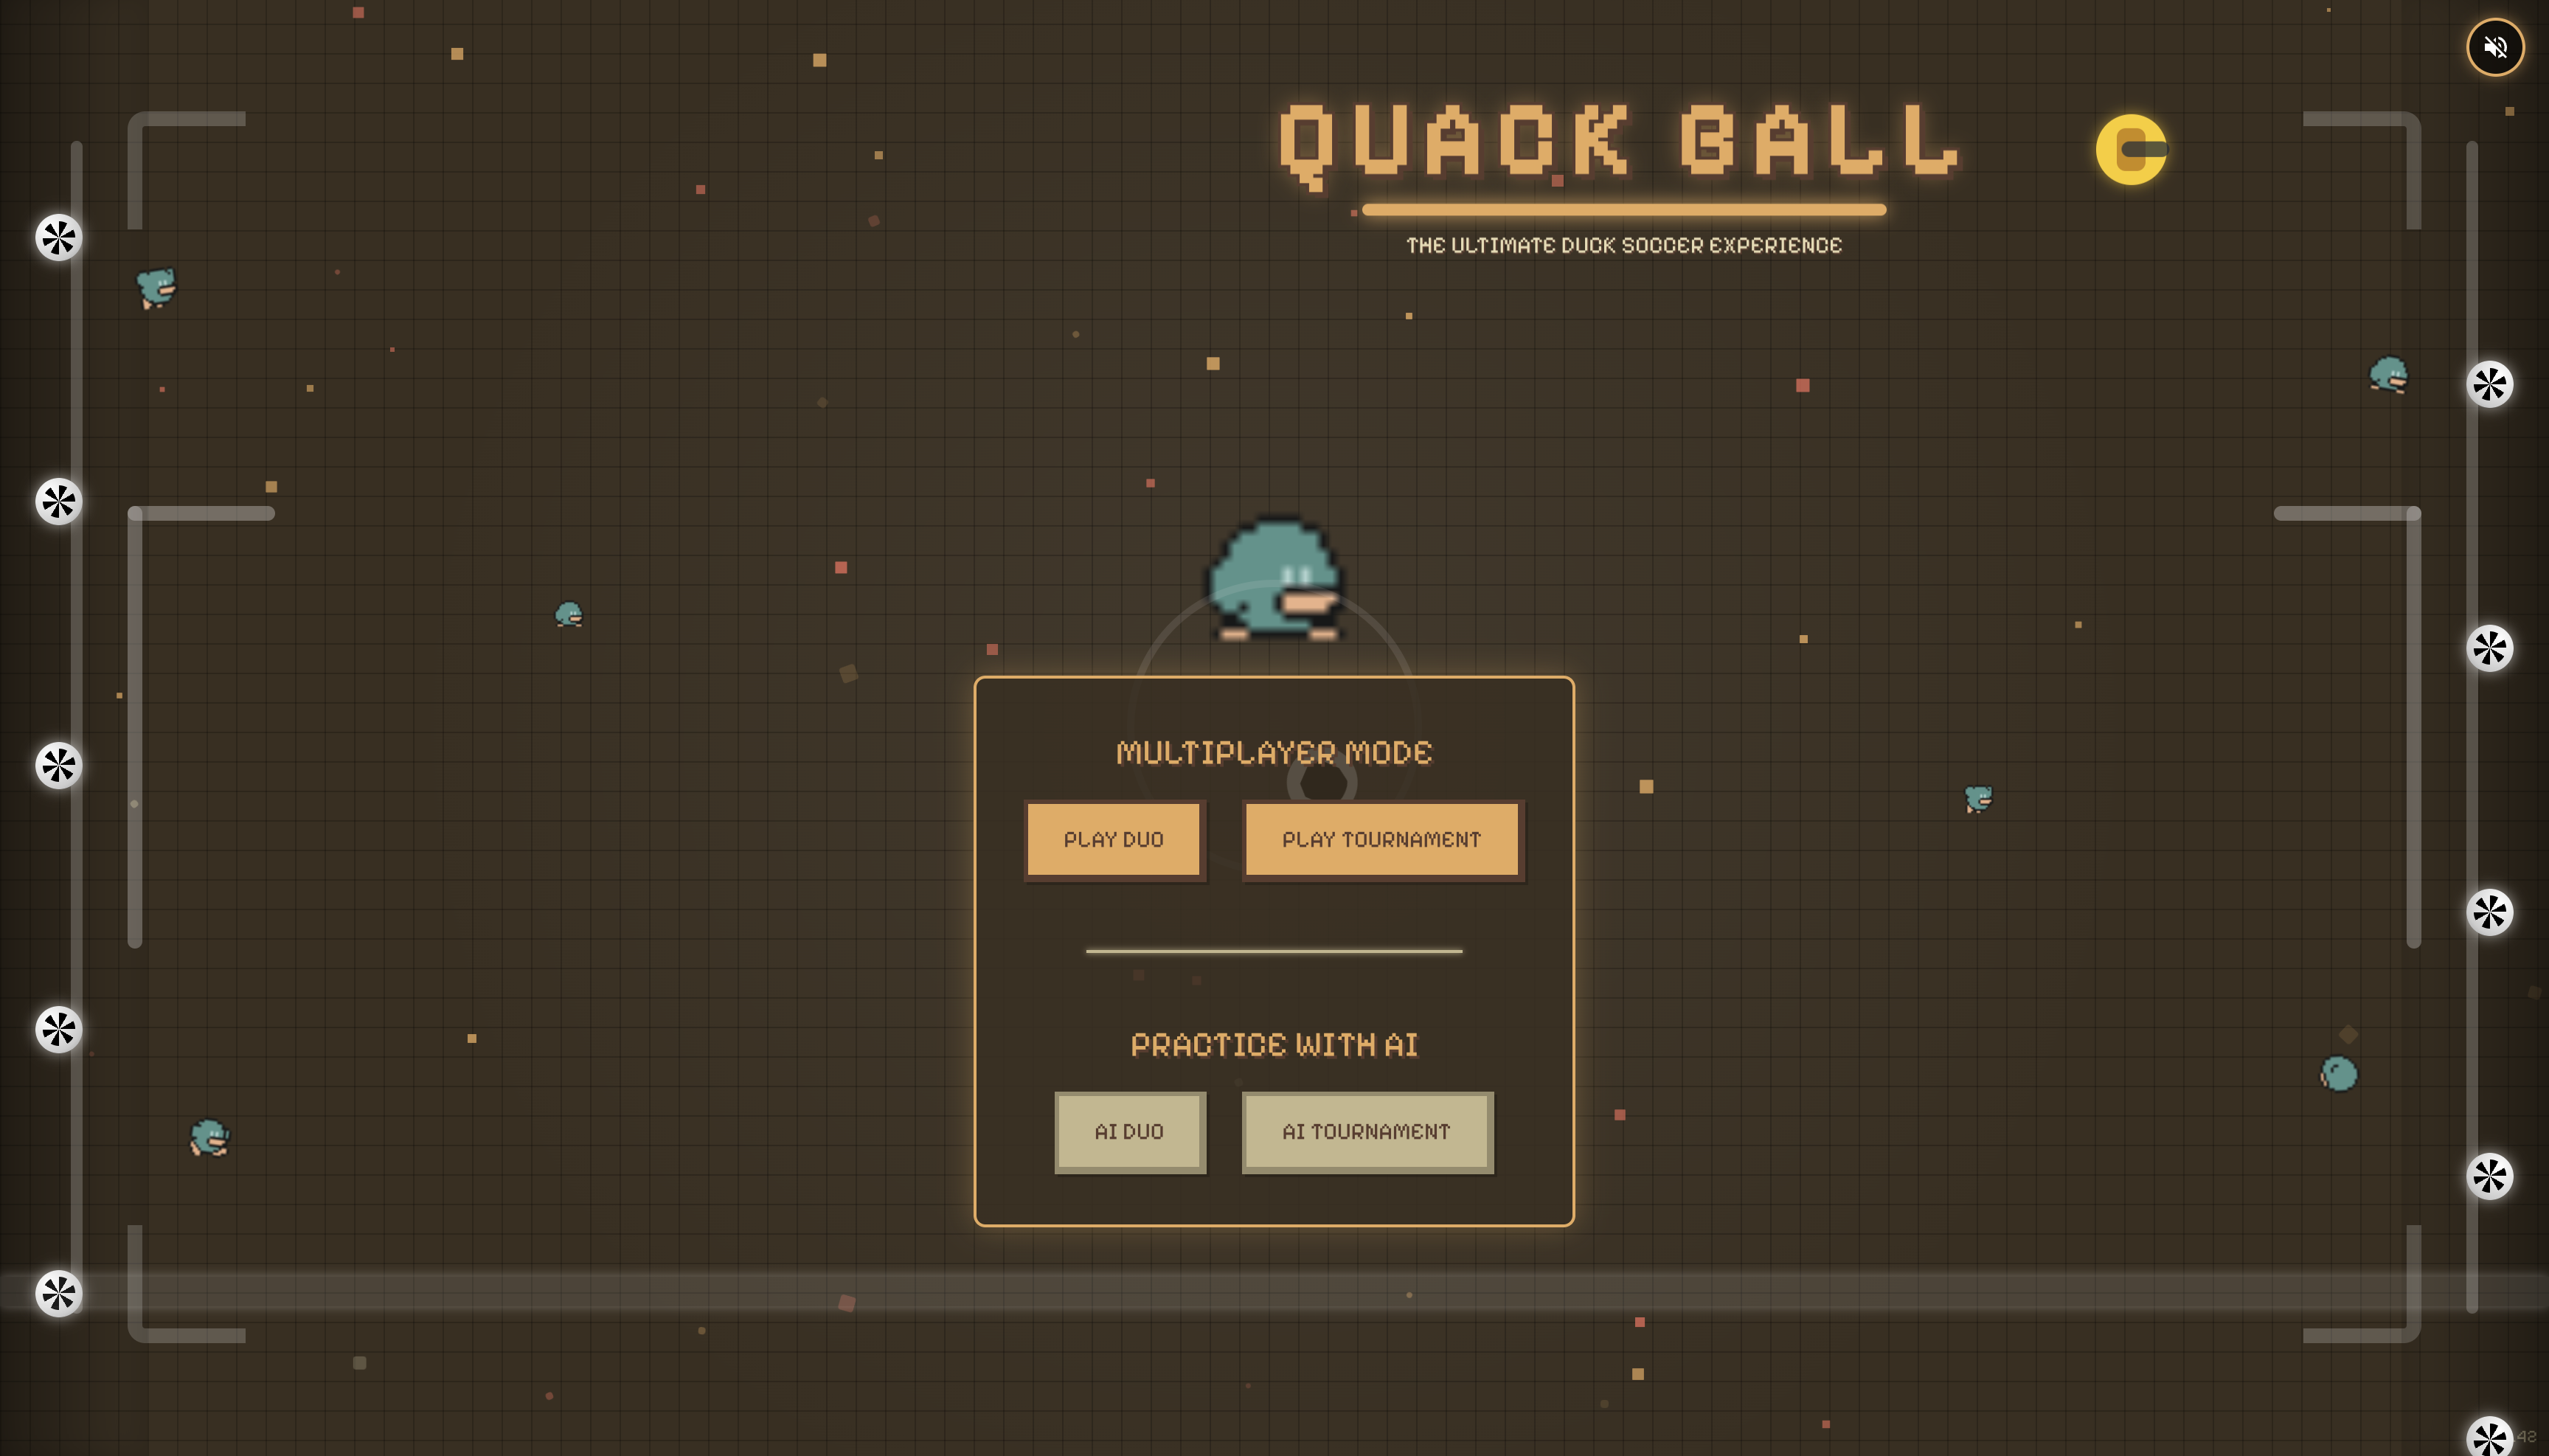 QUACK BALL
THE ULTIMATE DUCK SOCCER EXPERIENCE
MULTIPLAYER MODE
PLAY DUO
PLAY TOURNAMENT
PRACTICE WITH AI
AI DUO
AI TOURNAMENT